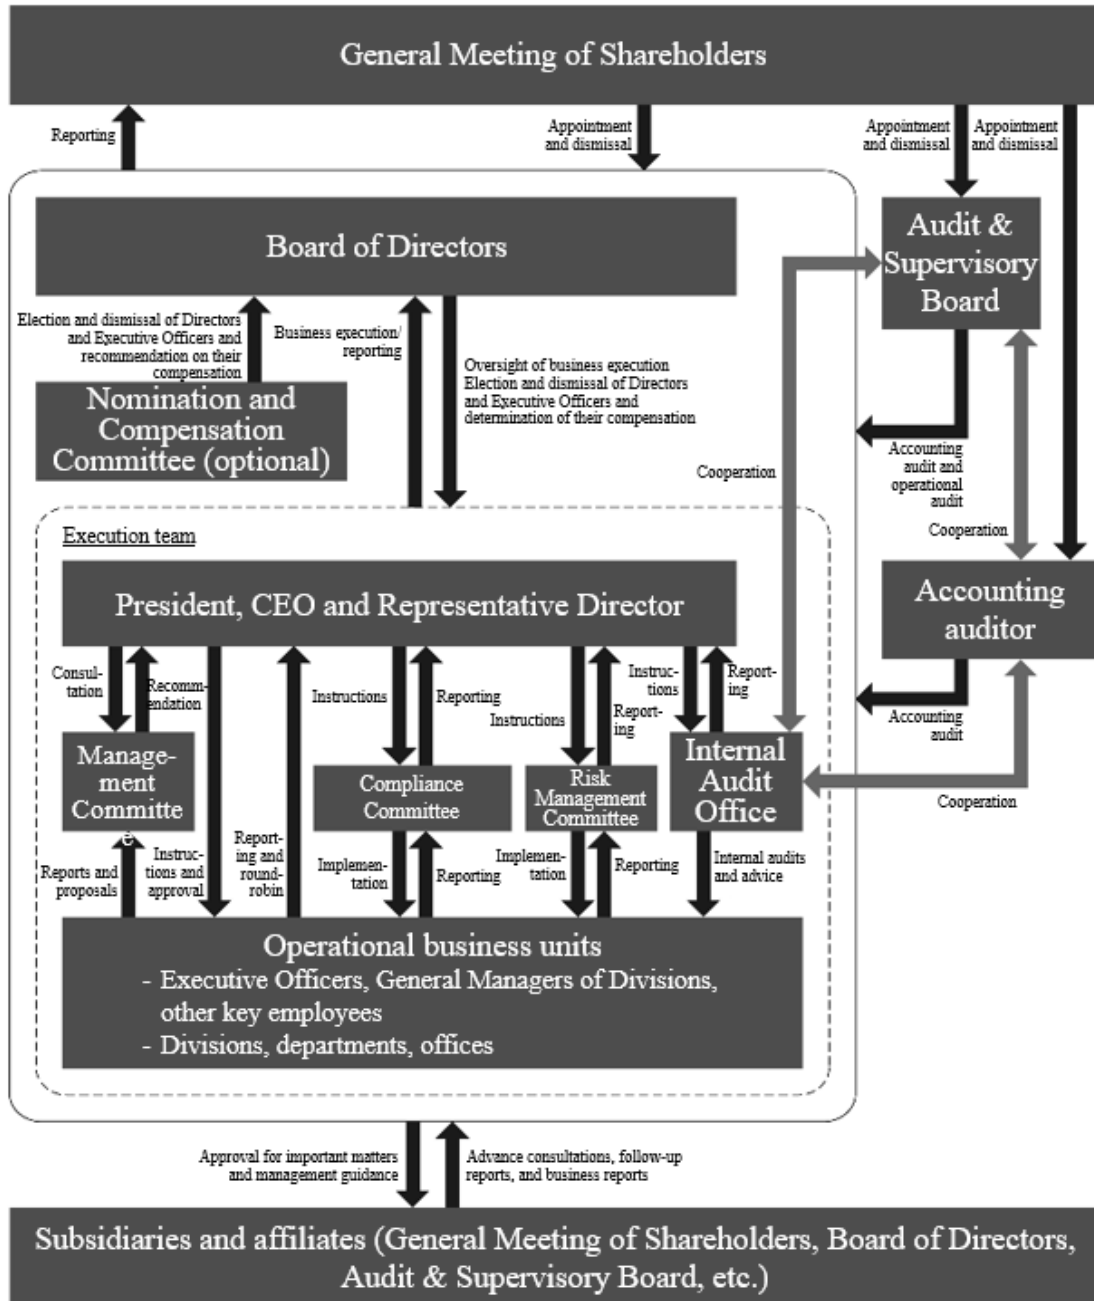 General Meeting of Shareholders
Reporting
Appointment
and dismissal
Appointment
and dismissal
Appointment
and dismissal
Board of Directors
Audit &
Supervisory
Board
Election and dismissal of Directors
and Executive Officers and
recommendation on their
compensation
Business execution/
reporting
Oversight of business execution
Election and dismissal of Directors
and Executive Officers and
determination of their compensation
Nomination and
Compensation
Committee (optional)
Cooperation
Accounting
audit and
operational
audit
Cooperation
Execution team
President, CEO and Representative Director
Accounting
auditor
Consul-
tation
Recomm-
endation
Instructions
Reporting
Instructions
Report-
ing
Instruc-
tions
Report-
ing
Accounting
audit
Manage-
ment
Committe
e
Compliance
Committee
Risk
Management
Committee
Internal
Audit
Office
Cooperation
Reports and
proposals
Instruc-
tions and
approval
Report-
ing and
round-
robin
Implemen-
tation
Reporting
Implemen-
tation
Reporting
Internal audits
and advice
Operational business units
- Executive Officers, General Managers of Divisions,
other key employees
- Divisions, departments, offices
Approval for important matters
and management guidance
Advance consultations, follow-up
reports, and business reports
Subsidiaries and affiliates (General Meeting of Shareholders, Board of Directors,
Audit & Supervisory Board, etc.)